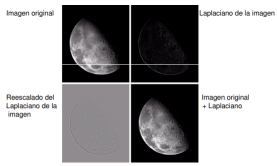 Imagen original
Laplaciano de la imagen
Reescalado del
Laplaciano de la
imagen
Imagen original
+ Laplaciano